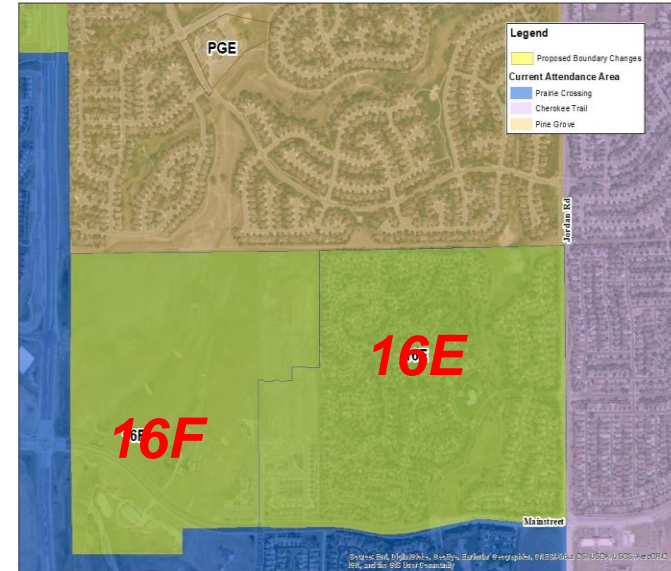 PGE
Legend
Proposed Boundary Changes
Current Attendance Area
Prairie Crossing
Cherokee Trail
Pine Grove
Jordan Rd
16E
16F
Mainstreet